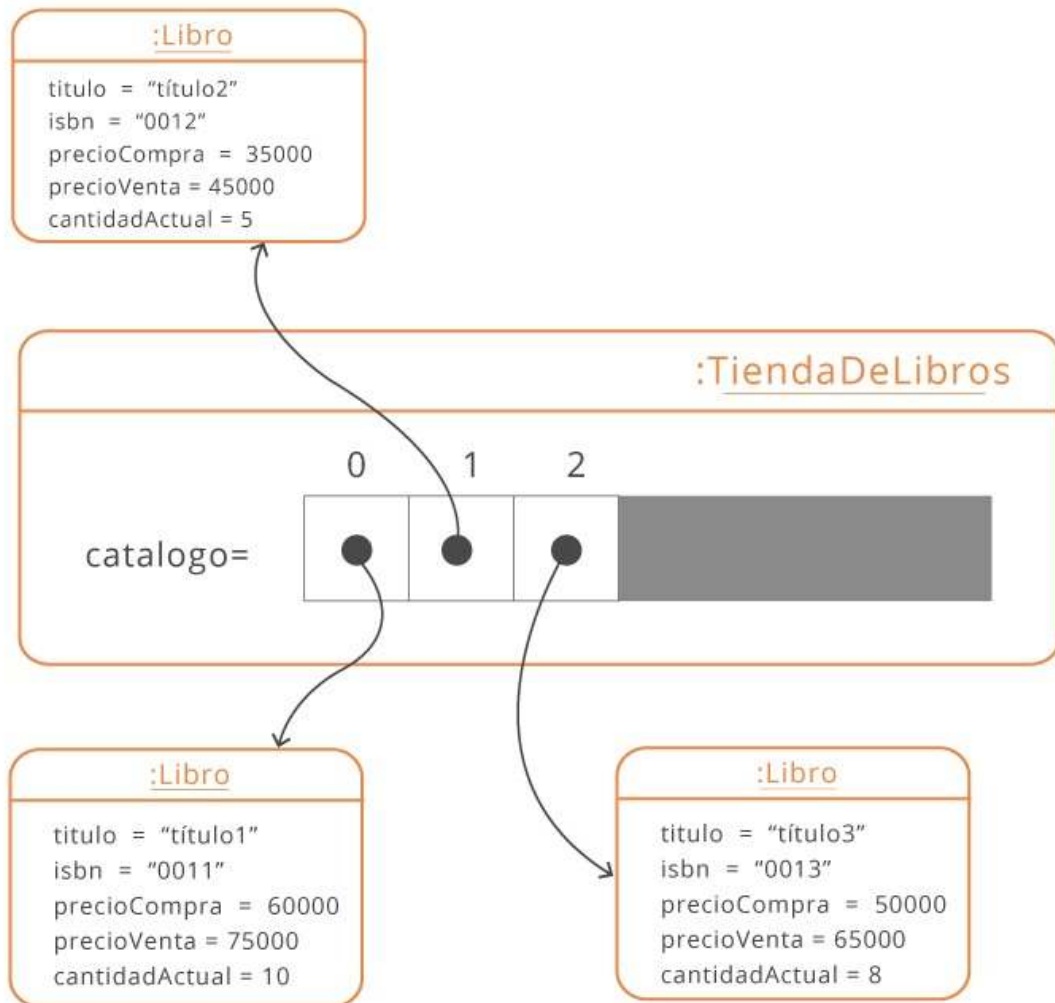 :Libro
titulo = “título2”
isbn = “0012”
precioCompra = 35000
precioVenta = 45000
cantidadActual = 5
:TiendaDeLibros
0 1 2
catalogo=
:Libro
titulo = “título1”
isbn = “0011”
precioCompra = 60000
precioVenta = 75000
cantidadActual = 10
:Libro
titulo = “título3”
isbn = “0013”
precioCompra = 50000
precioVenta = 65000
cantidadActual = 8